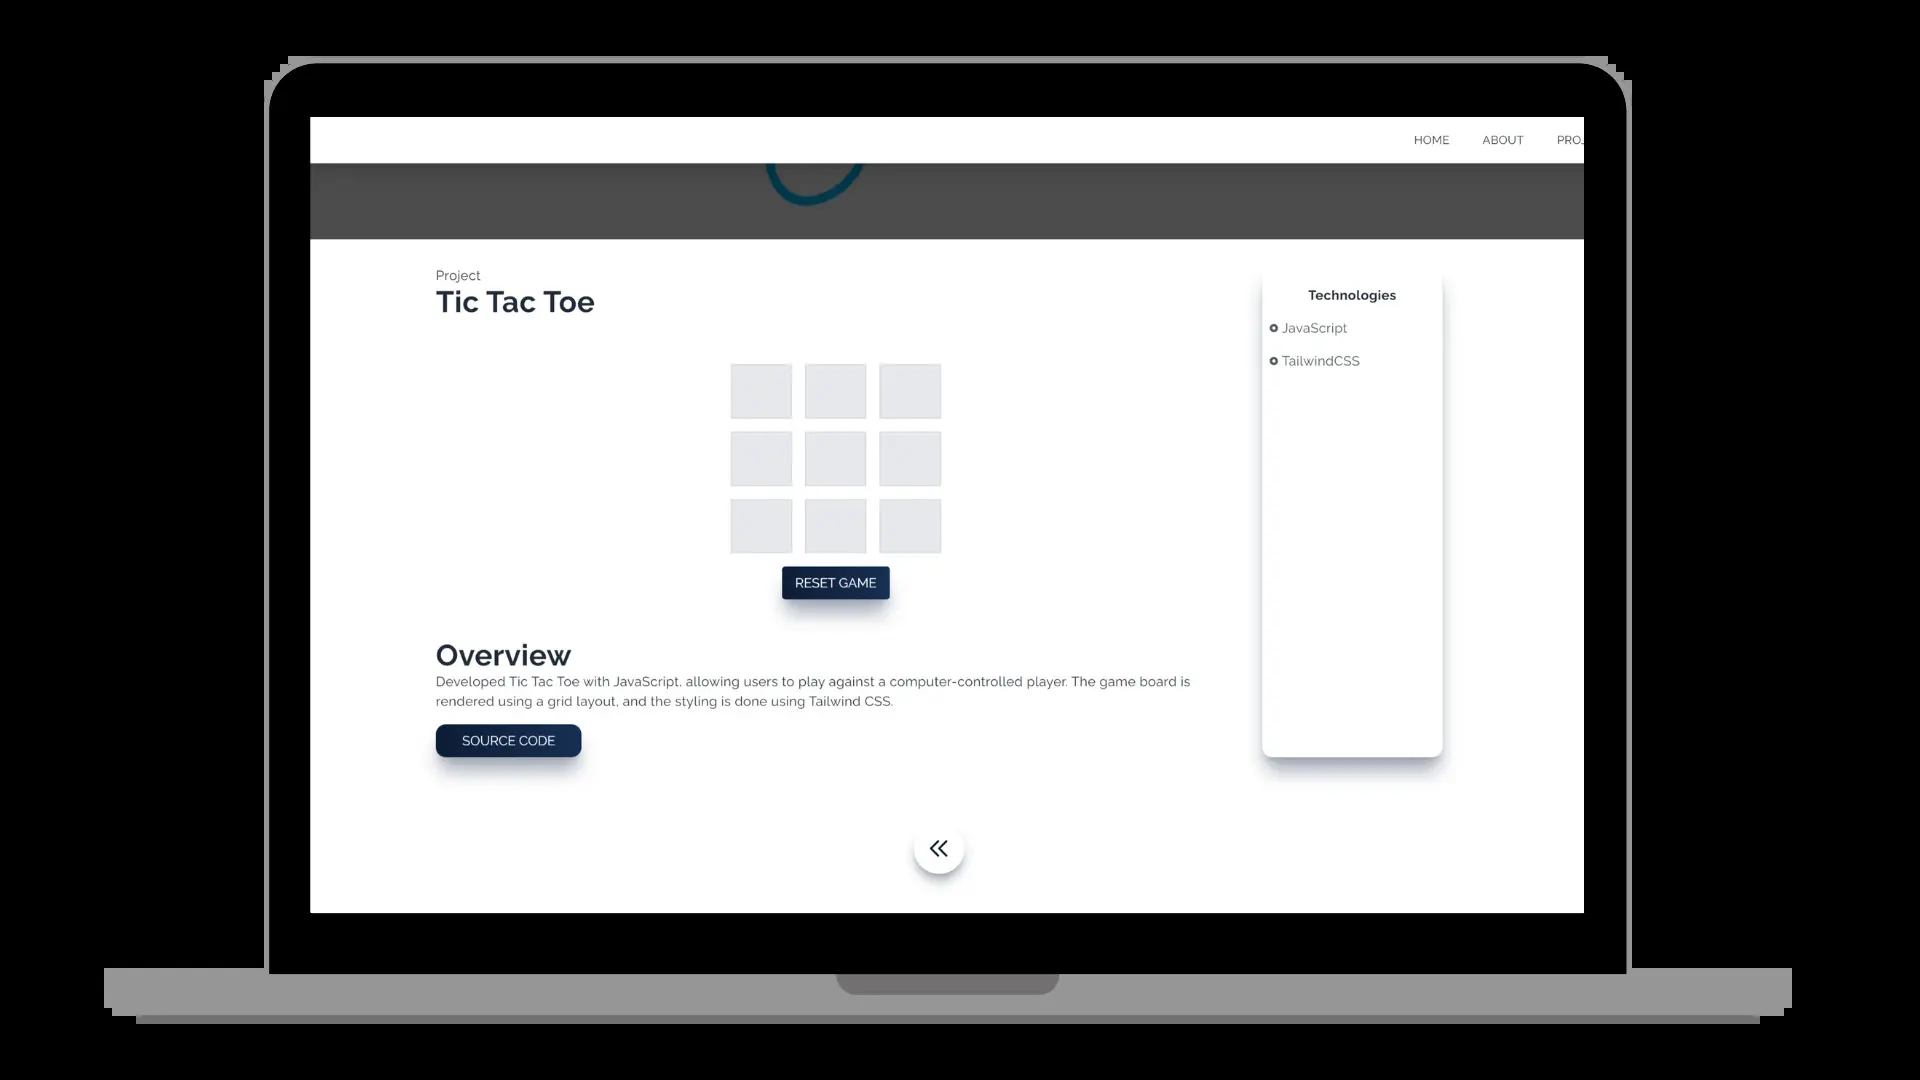 HOME ABOUT PROJ
Project
Tic Tac Toe
Technologies
JavaScript
TailwindCSS
RESET GAME
Overview
Developed Tic Tac Toe with JavaScript, allowing users to play against a computer-controlled player. The game board is
rendered using a grid layout, and the styling is done using Tailwind CSS.
SOURCE CODE